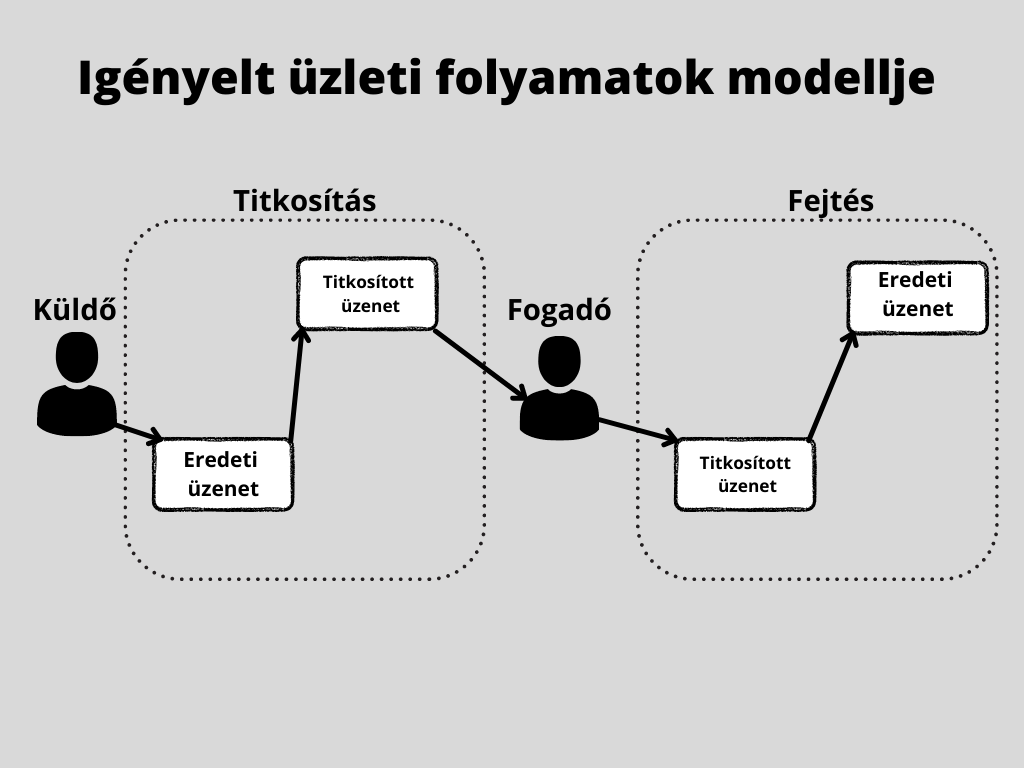 Igényelt üzleti folyamatok modellje
Titkosítás
Fejtés
Küldő
Titkosított
üzenet
Eredeti
üzenet
Fogadó
Eredeti
üzenet
Titkosított
üzenet